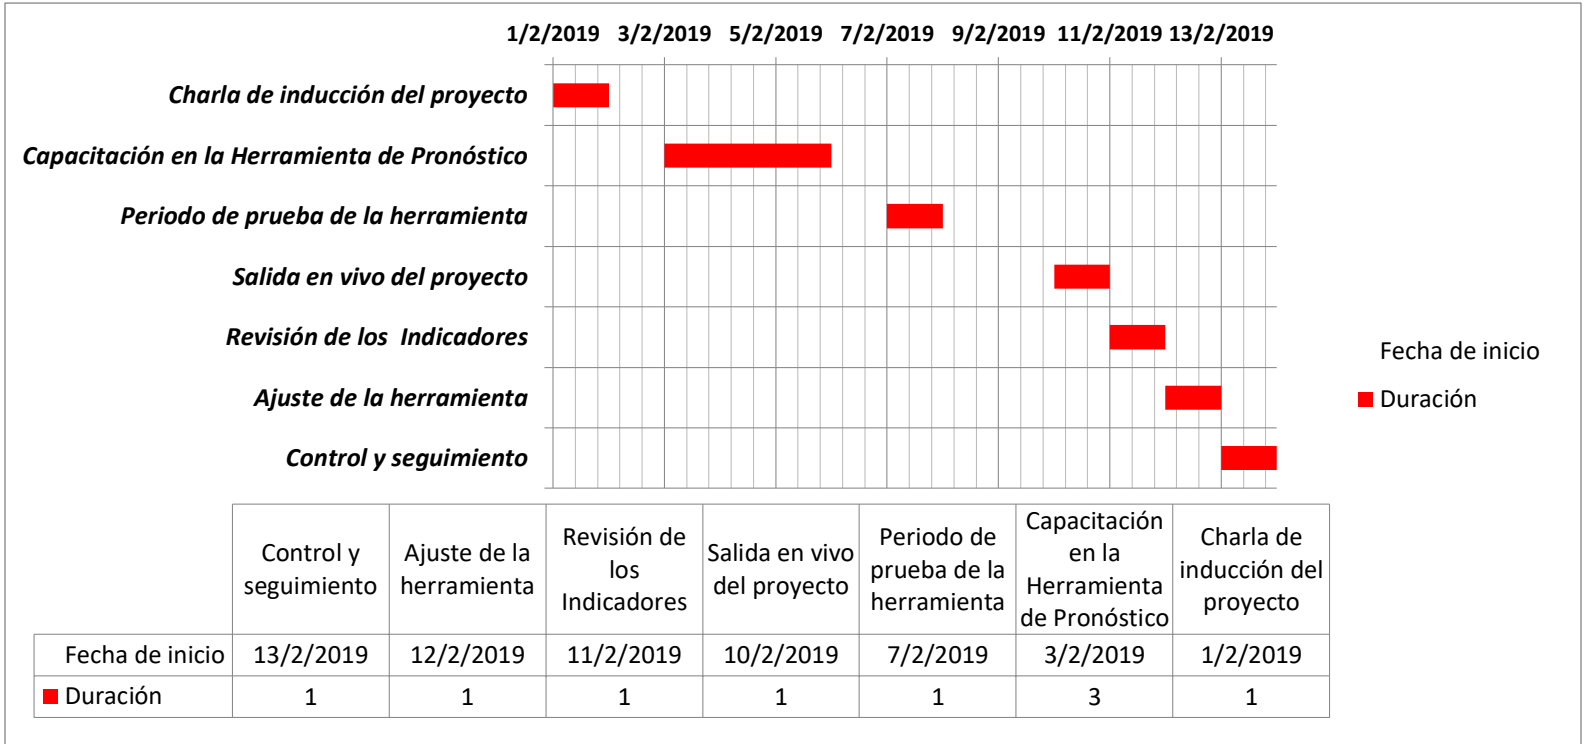 1/2/2019 3/2/2019 5/2/2019 7/2/2019 9/2/2019 11/2/2019 13/2/2019
Charla de inducción del proyecto
Capacitación en la Herramienta de Pronóstico
Periodo de prueba de la herramienta
Salida en vivo del proyecto
Revisión de los  Indicadores
Ajuste de la herramienta
Control y seguimiento
Fecha de inicio
Duración
Control y
seguimiento
Ajuste de la
herramienta
Revisión de
los
Indicadores
Salida en vivo
del proyecto
Periodo de
prueba de la
herramienta
Capacitación
en la
Herramienta
de Pronóstico
Charla de
inducción del
proyecto
Fecha de inicio 13/2/2019 12/2/2019 11/2/2019 10/2/2019 7/2/2019 3/2/2019 1/2/2019
Duración 1 1 1 1 1 3 1